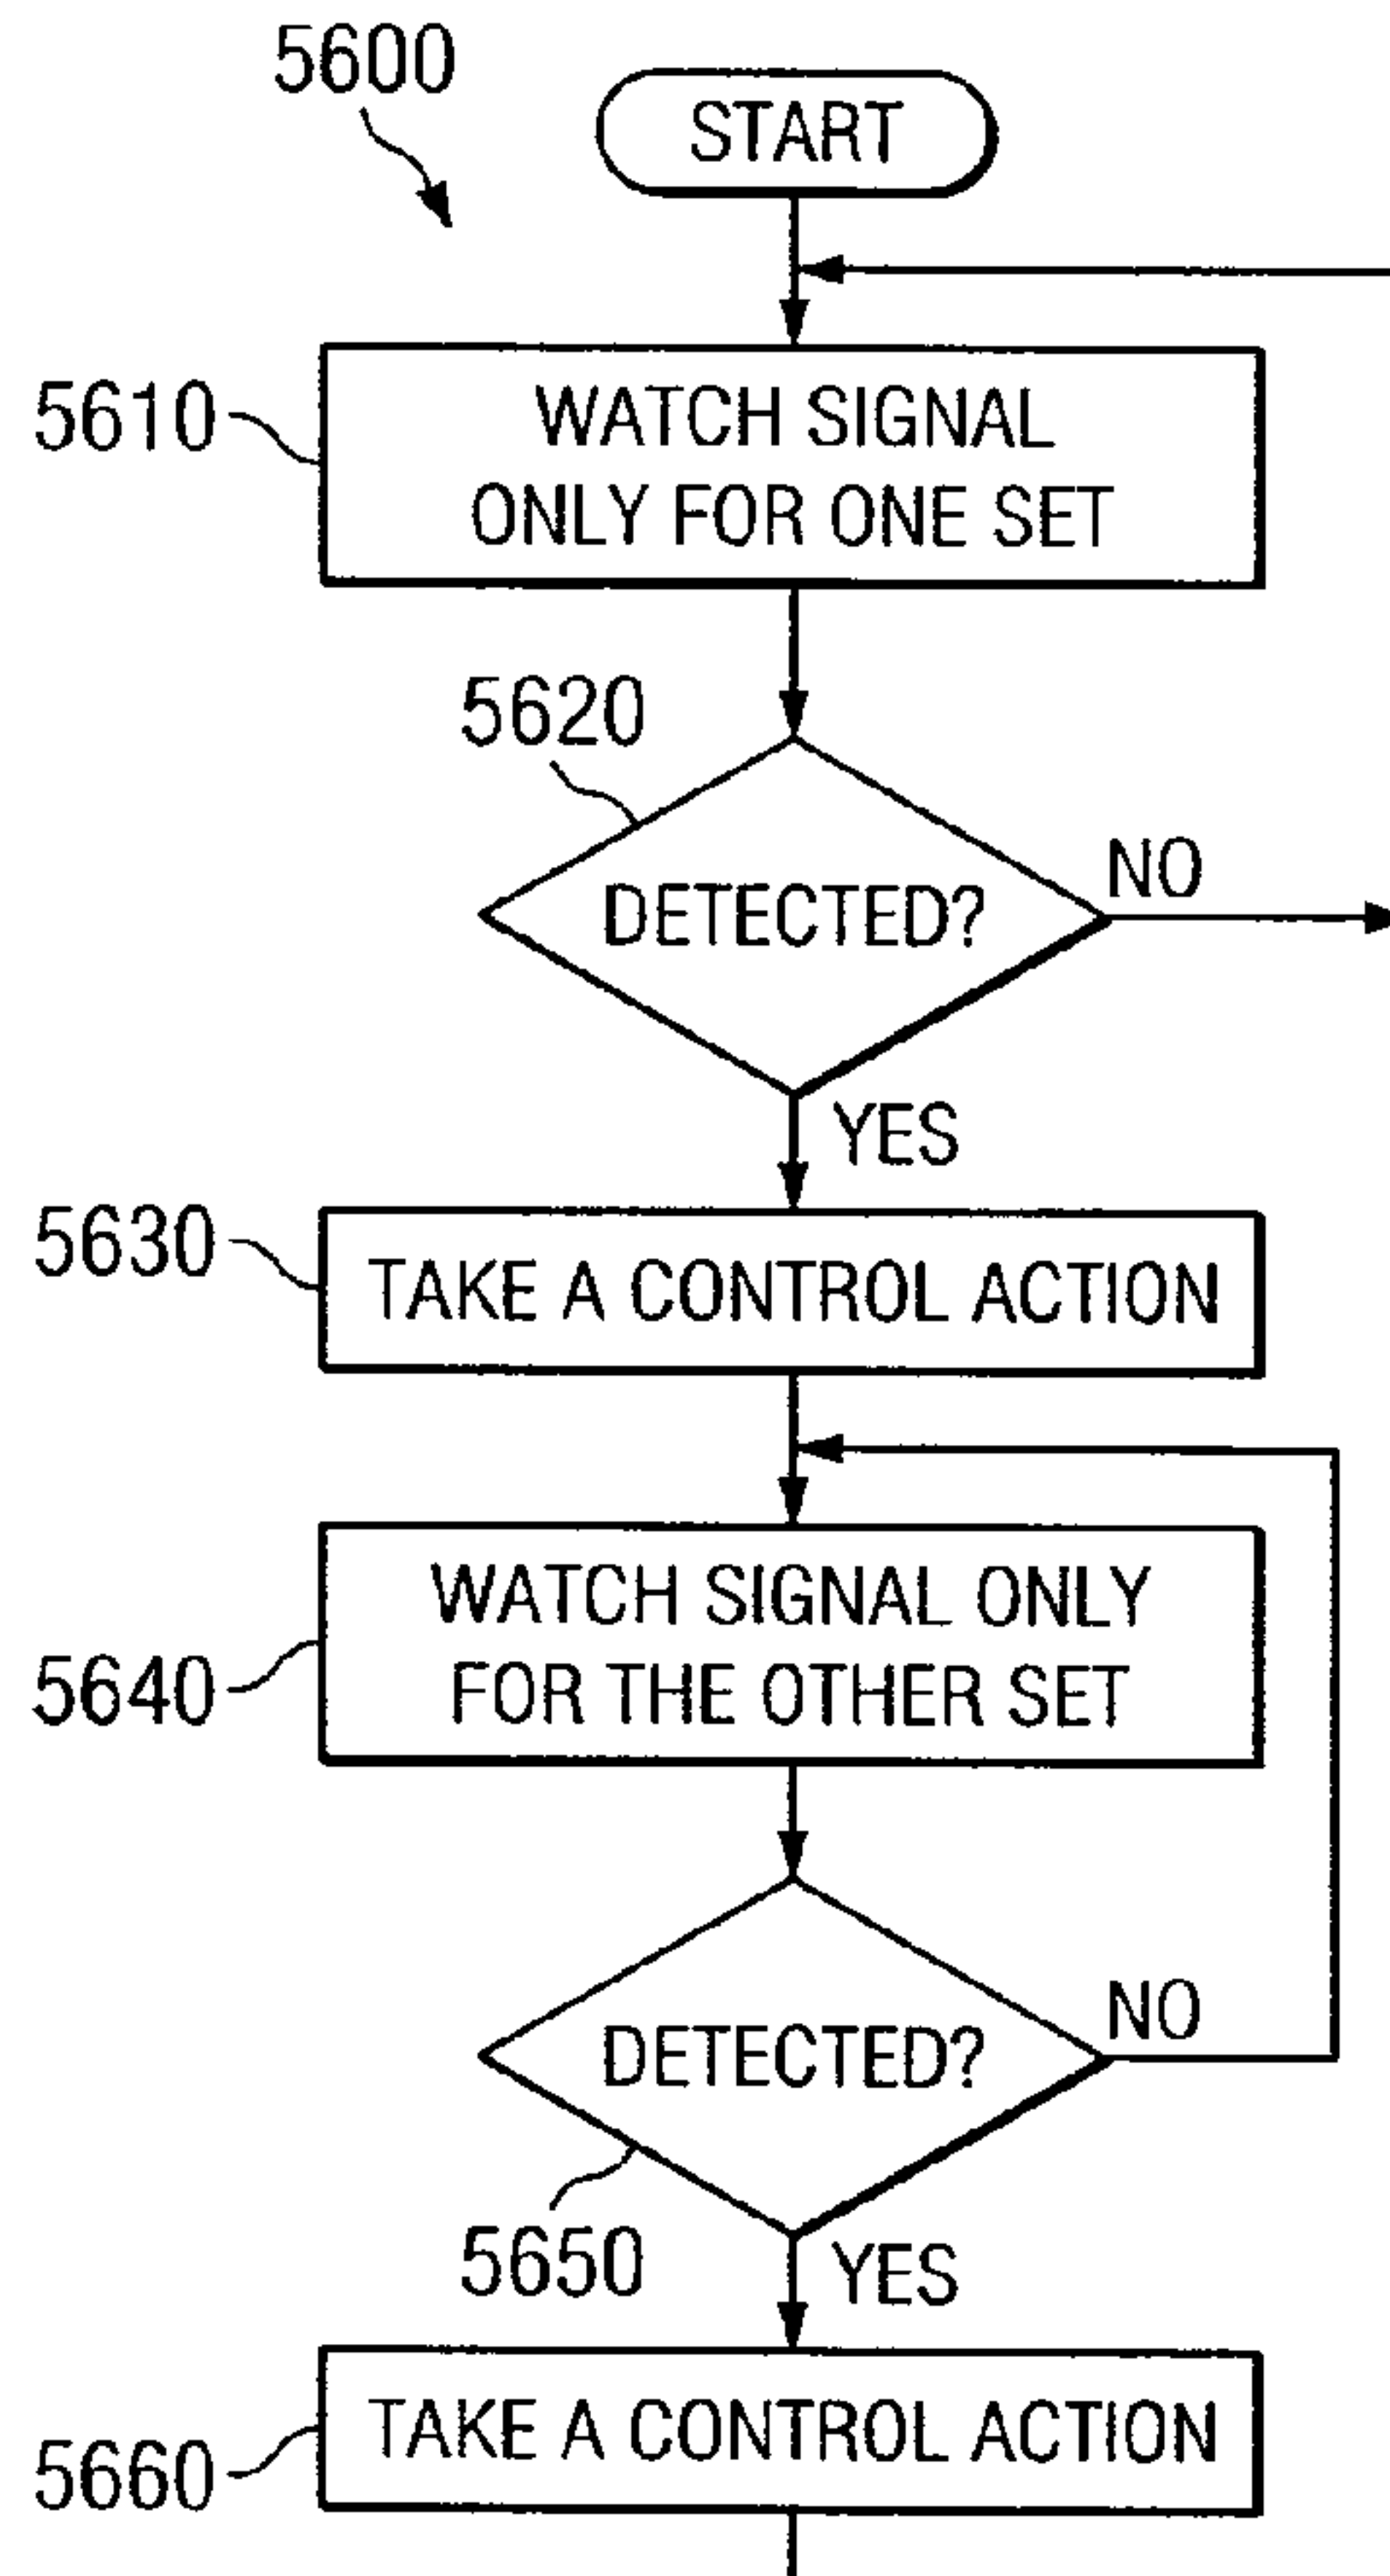 5600
START
5610
WATCH SIGNAL
ONLY FOR ONE SET
5620
DETECTED?
NO
YES
5630
TAKE A CONTROL ACTION
5640
WATCH SIGNAL ONLY
FOR THE OTHER SET
DETECTED?
NO
5650
YES
5660
TAKE A CONTROL ACTION